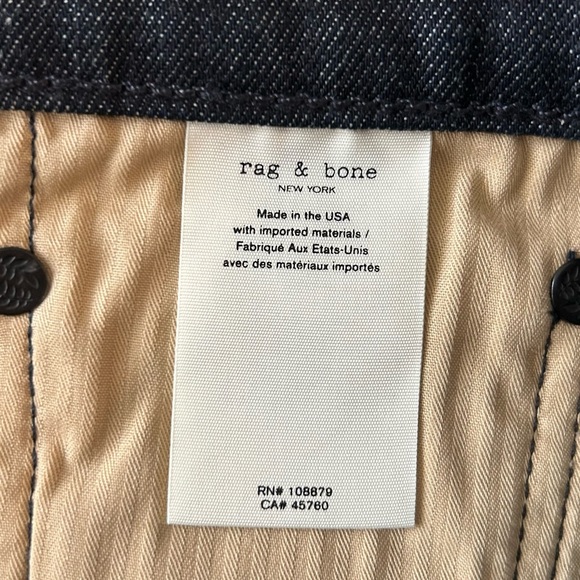 rag & bone
NEW YORK
Made in the USA
with imported materials /
Fabriqué Aux Etats-Unis
avec des matériaux importés
RN# 108879
CA# 45760